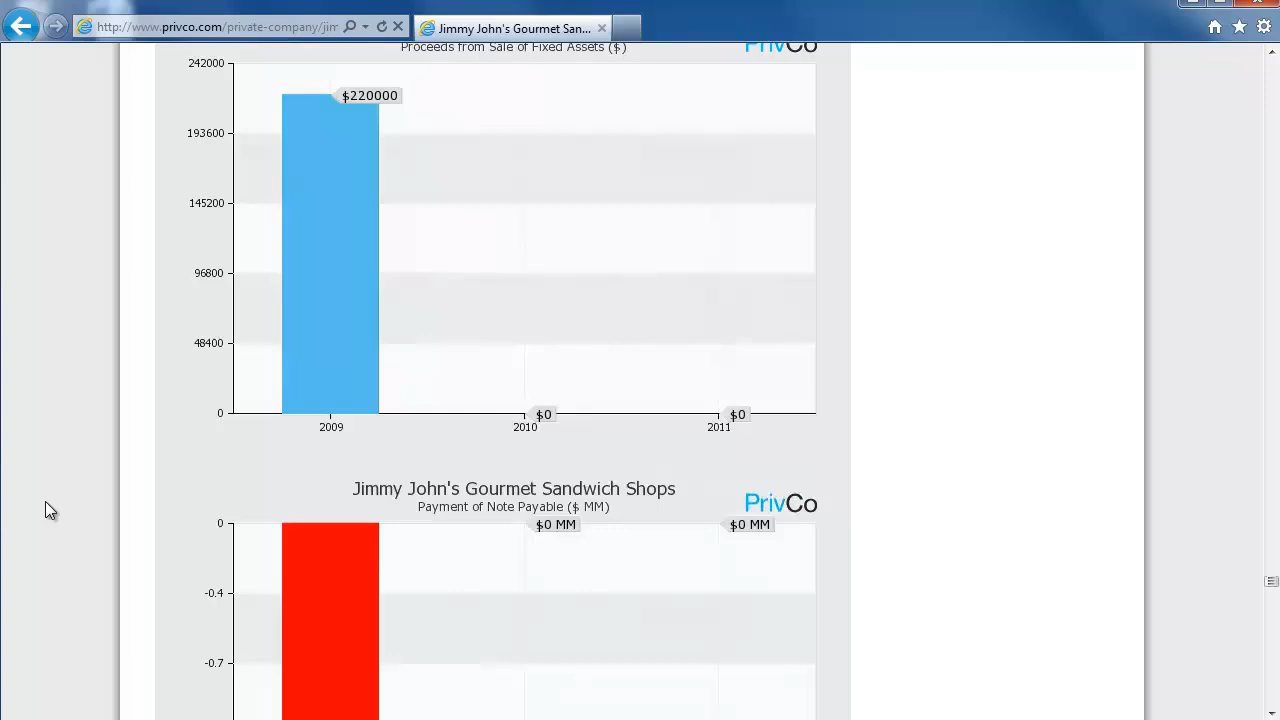 http://www.privco.com/private-company/jim
Jimmy John's Gourmet San...
Proceeds from Sale of Fixed Assets ($)
PrivCo
242000
$220000
193600
145200
96800
48400
0
$0
$0
2009
2010
2011
Jimmy John's Gourmet Sandwich Shops
Payment of Note Payable ($ MM)
PrivCo
0
$0 MM
$0 MM
-0.4
-0.7